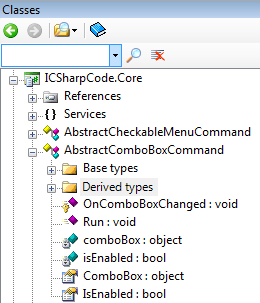 Classes
ICSharpCode.Core
References
{} Services
AbstractCheckableMenuCommand
AbstractComboBoxCommand
Base types
Derived types
OnComboBoxChanged : void
Run : void
comboBox : object
isEnabled : bool
ComboBox : object
IsEnabled : bool